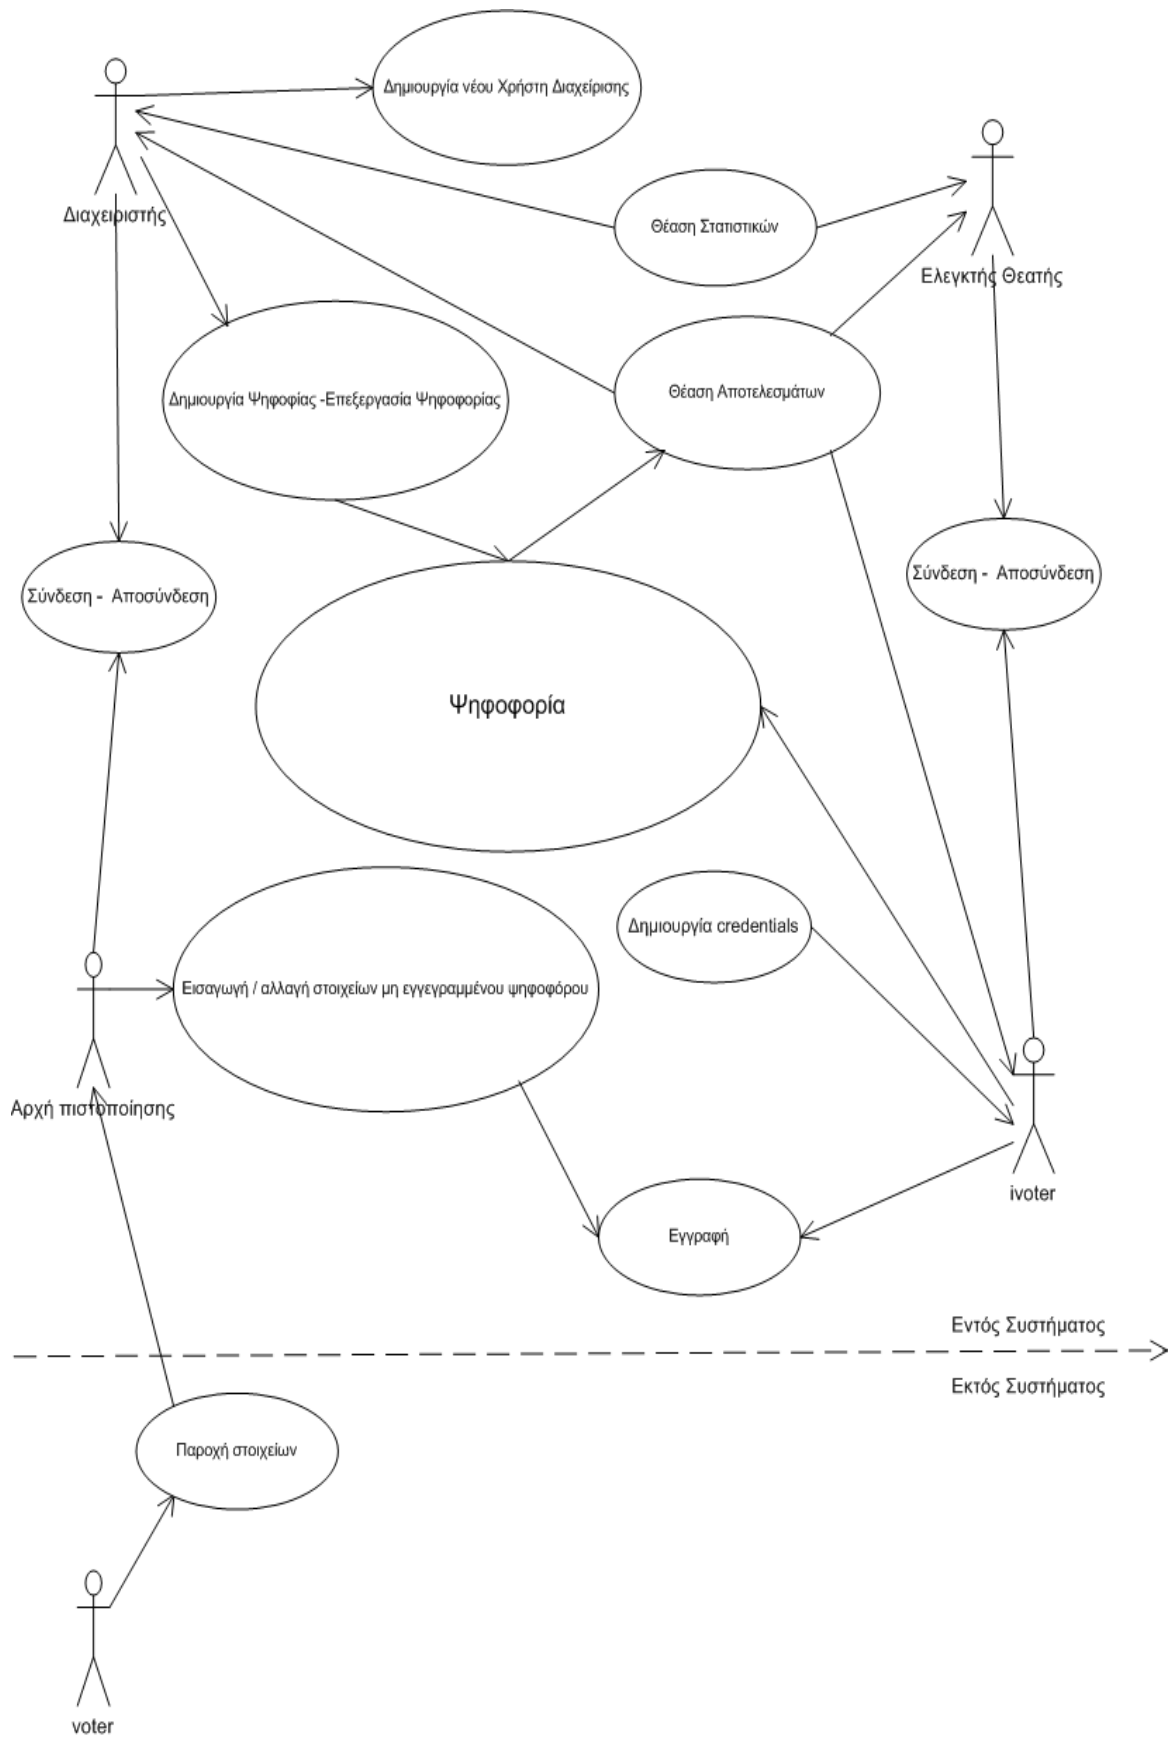 Δημιουργία νέου Χρήστη Διαχείρισης
Διαχειριστής
Θέαση Στατιστικών
Ελεγκτής Θεατής
Δημιουργία Ψηφοφίας -Επεξεργασία Ψηφοφορίας
Θέαση Αποτελεσμάτων
Σύνδεση - Αποσύνδεση
Σύνδεση - Αποσύνδεση
Ψηφοφορία
Δημιουργία credentials
Εισαγωγή / αλλαγή στοιχείων μη εγγεγραμμένου ψηφοφόρου
Αρχή πιστοποίησης
ivoter
Εγγραφή
Εντός Συστήματος
Εκτός Συστήματος
Παροχή στοιχείων
voter